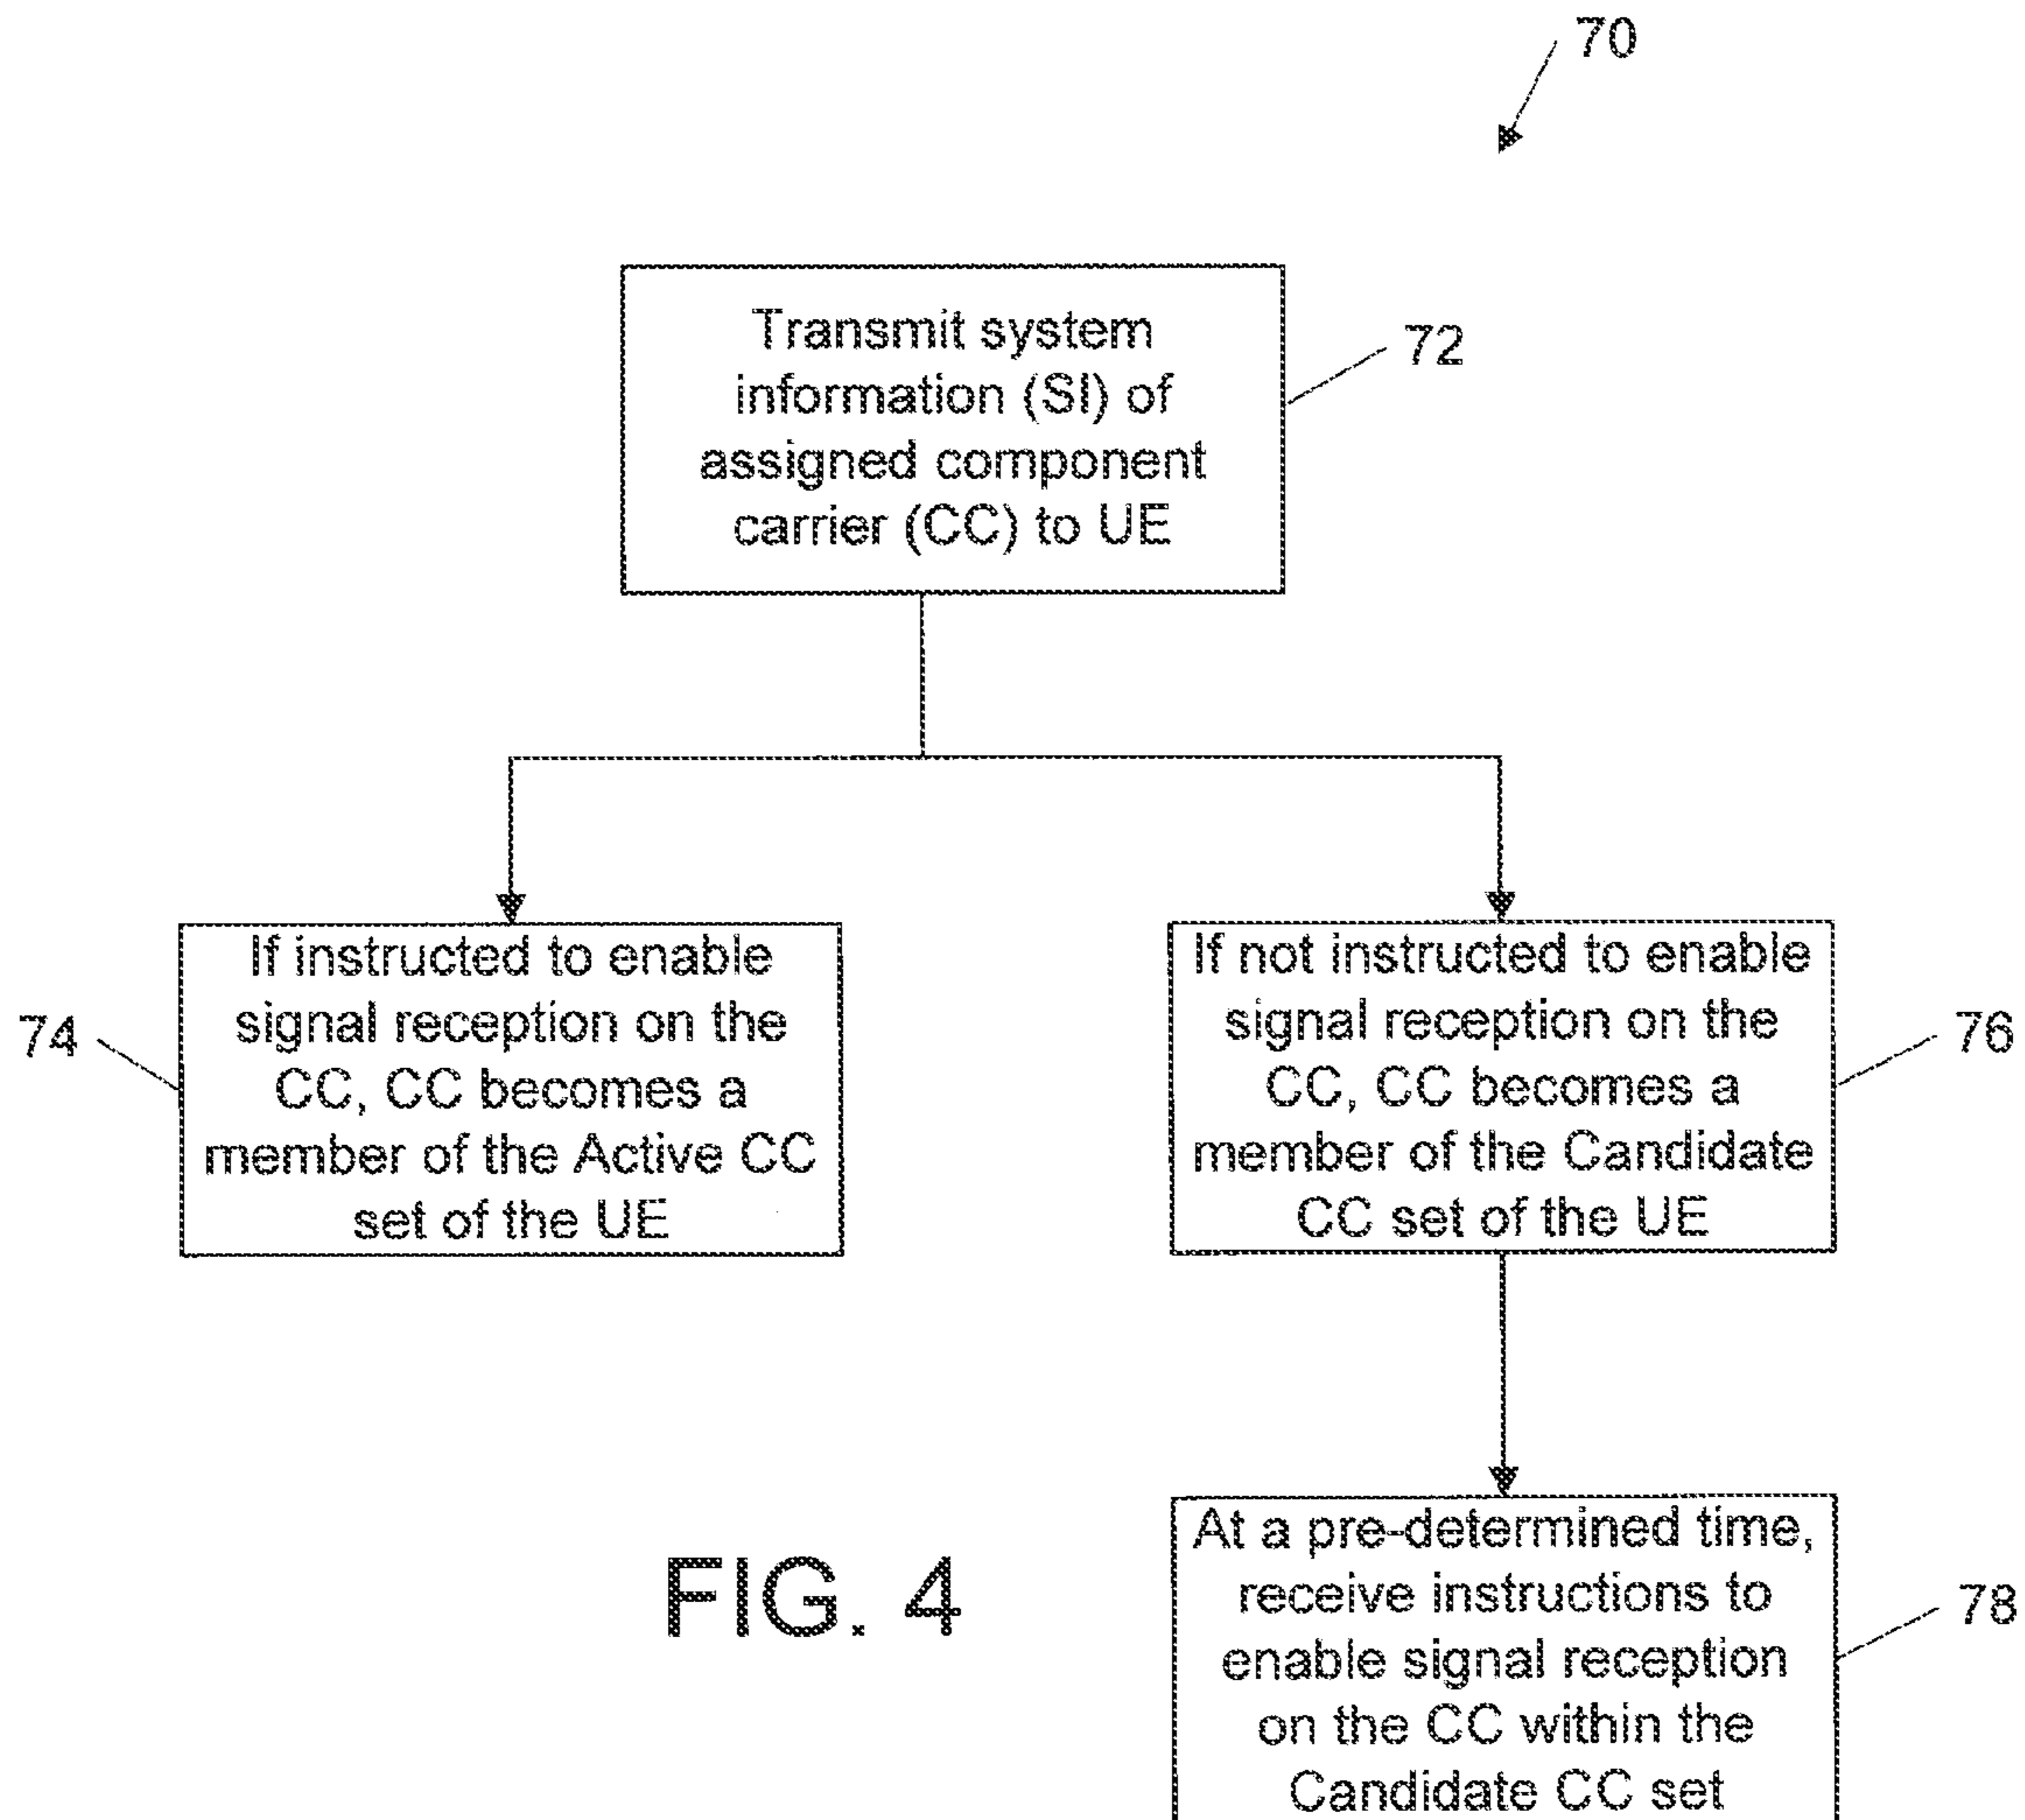 70
Transmit system
information (SI) of
assigned component
carrier (CC) to UE
72
If instructed to enable
signal reception on the
CC, CC becomes a
member of the Active CC
set of the UE
74
If not instructed to enable
signal reception on the
CC, CC becomes a
member of the Candidate
CC set of the UE
76
At a pre-determined time,
receive instructions to
enable signal reception
on the CC within the
Candidate CC set
78
FIG. 4